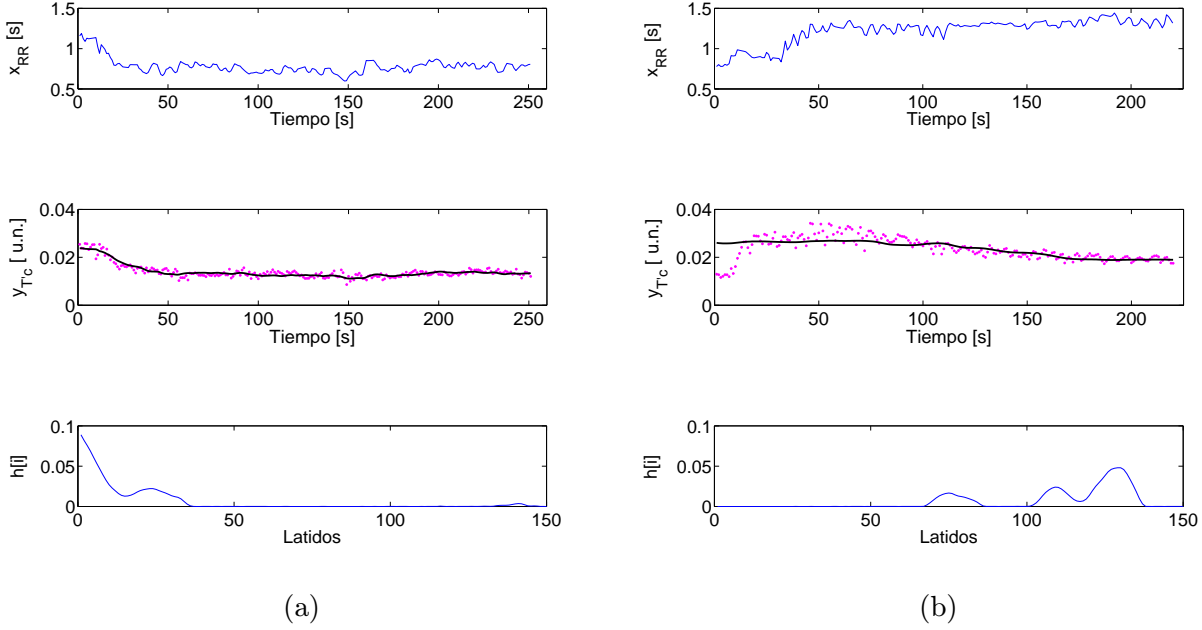 1.5
1
0.5
x_RR [s]
0 50 100 150 200 250
Tiempo [s]
0.04
0.02
0
y_T'c [ u.n.]
0 50 100 150 200 250
Tiempo [s]
0.1
0.05
0
h[i]
0 50 100 150
Latidos
(a)
1.5
1
0.5
x_RR [s]
0 50 100 150 200
Tiempo [s]
0.04
0.02
0
y_T'c [ u.n.]
0 50 100 150 200
Tiempo [s]
0.1
0.05
0
h[i]
0 50 100 150
Latidos
(b)